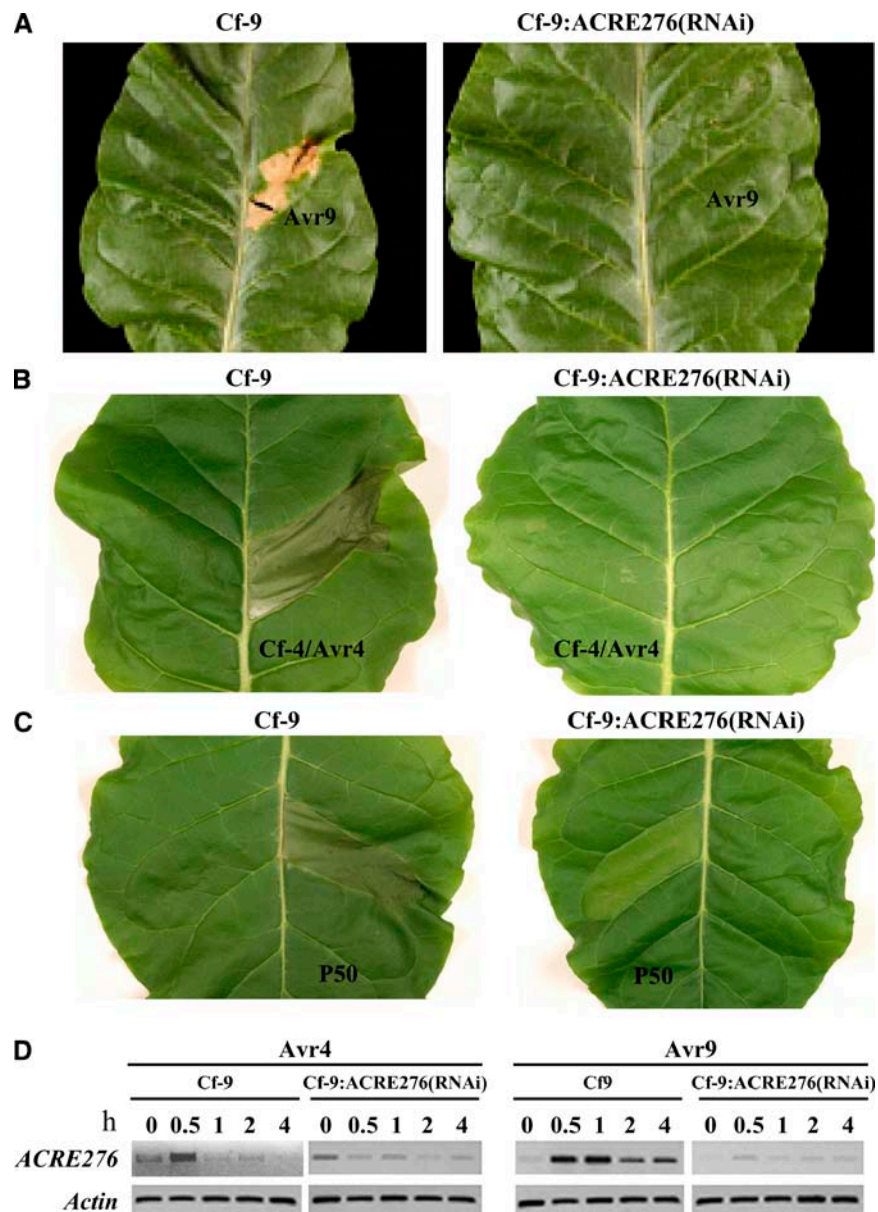 A
Cf-9 Cf-9:ACRE276(RNAi)
Avr9 Avr9
B
Cf-9 Cf-9:ACRE276(RNAi)
Cf-4/Avr4 Cf-4/Avr4
C
Cf-9 Cf-9:ACRE276(RNAi)
P50 P50
D
Avr4 Avr9
Cf-9 Cf-9:ACRE276(RNAi) Cf9 Cf-9:ACRE276(RNAi)
h 0 0.5 1 2 4 0 0.5 1 2 4 0 0.5 1 2 4 0 0.5 1 2 4
ACRE276
Actin